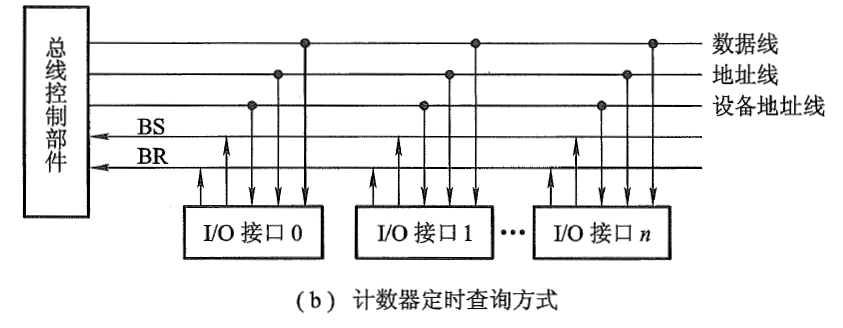 总线控制部件
数据线
地址线
设备地址线
BS
BR
I/O 接口 0
I/O 接口 1
···
I/O 接口 n
(b) 计数器定时查询方式